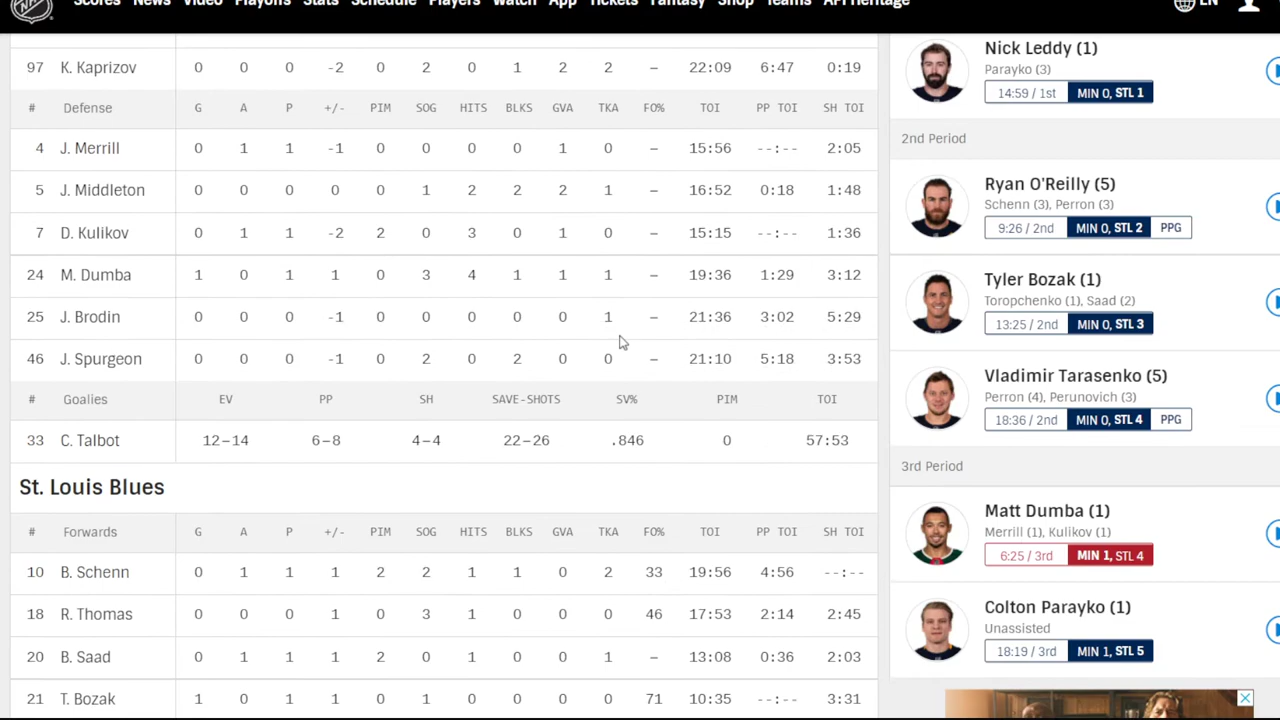 Scores News Video Playoffs Stats Schedule Players Watch App Tickets Fantasy Shop Teams API Heritage EN
97 K. Kaprizov 0 0 -2 0 2 0 1 2 2 – 22:09 6:47 0:19
# Defense G A P +/- PIM SOG HITS BLKS GVA TKA FO% TOI PP TOI SH TOI
4 J. Merrill 0 1 1 -1 0 0 0 0 1 0 – 15:56 --:-- 2:05
5 J. Middleton 0 0 0 0 0 1 2 2 2 1 – 16:52 0:18 1:48
7 D. Kulikov 0 1 1 -2 2 0 3 0 1 0 – 15:15 --:-- 1:36
24 M. Dumba 1 0 1 1 0 3 4 1 1 1 – 19:36 1:29 3:12
25 J. Brodin 0 0 0 -1 0 0 0 0 0 1 – 21:36 3:02 5:29
46 J. Spurgeon 0 0 0 -1 0 2 0 2 0 0 – 21:10 5:18 3:53
# Goalies EV PP SH SAVE-SHOTS SV% PIM TOI
33 C. Talbot 12–14 6–8 4–4 22–26 .846 0 57:53
St. Louis Blues
# Forwards G A P +/- PIM SOG HITS BLKS GVA TKA FO% TOI PP TOI SH TOI
10 B. Schenn 0 1 1 1 2 2 1 1 0 2 33 19:56 4:56 --:--
18 R. Thomas 0 0 0 1 0 3 1 0 0 0 46 17:53 2:14 2:45
20 B. Saad 0 1 1 1 2 0 1 0 0 1 – 13:08 0:36 2:03
21 T. Bozak 1 0 1 1 0 1 0 0 0 0 71 10:35 --:-- 3:31
Nick Leddy (1)
Parayko (3)
14:59 / 1st MIN 0, STL 1
2nd Period
Ryan O'Reilly (5)
Schenn (3), Perron (3)
9:26 / 2nd MIN 0, STL 2 PPG
Tyler Bozak (1)
Toropchenko (1), Saad (2)
13:25 / 2nd MIN 0, STL 3
Vladimir Tarasenko (5)
Perron (4), Perunovich (3)
18:36 / 2nd MIN 0, STL 4 PPG
3rd Period
Matt Dumba (1)
Merrill (1), Kulikov (1)
6:25 / 3rd MIN 1, STL 4
Colton Parayko (1)
Unassisted
18:19 / 3rd MIN 1, STL 5